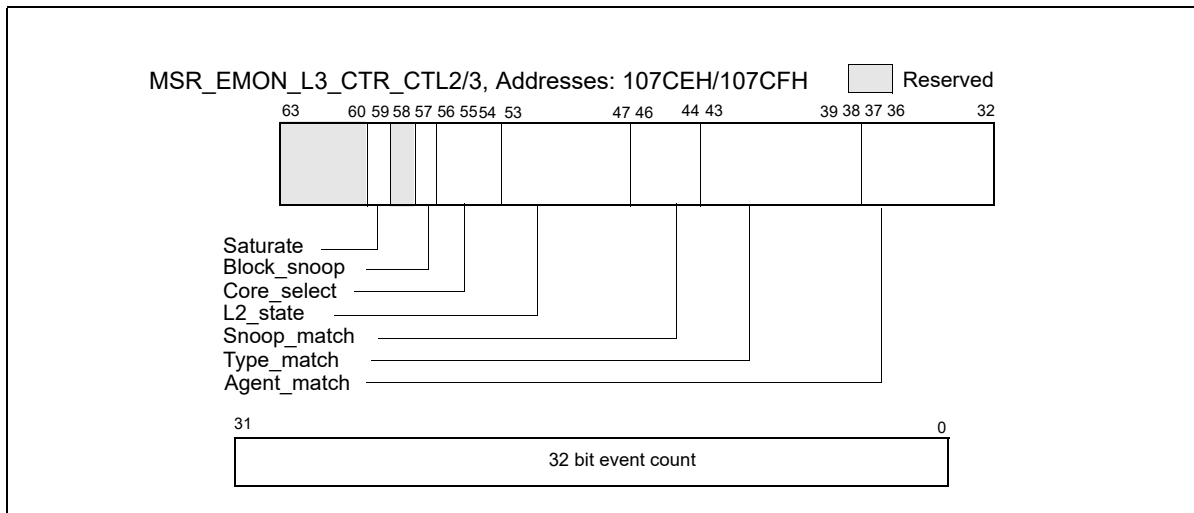 MSR_EMON_L3_CTR_CTL2/3, Addresses: 107CEH/107CFH Reserved
63 60 59 58 57 56 55 54 53 47 46 44 43 39 38 37 36 32
Saturate
Block_snoop
Core_select
L2_state
Snoop_match
Type_match
Agent_match
31 0
32 bit event count